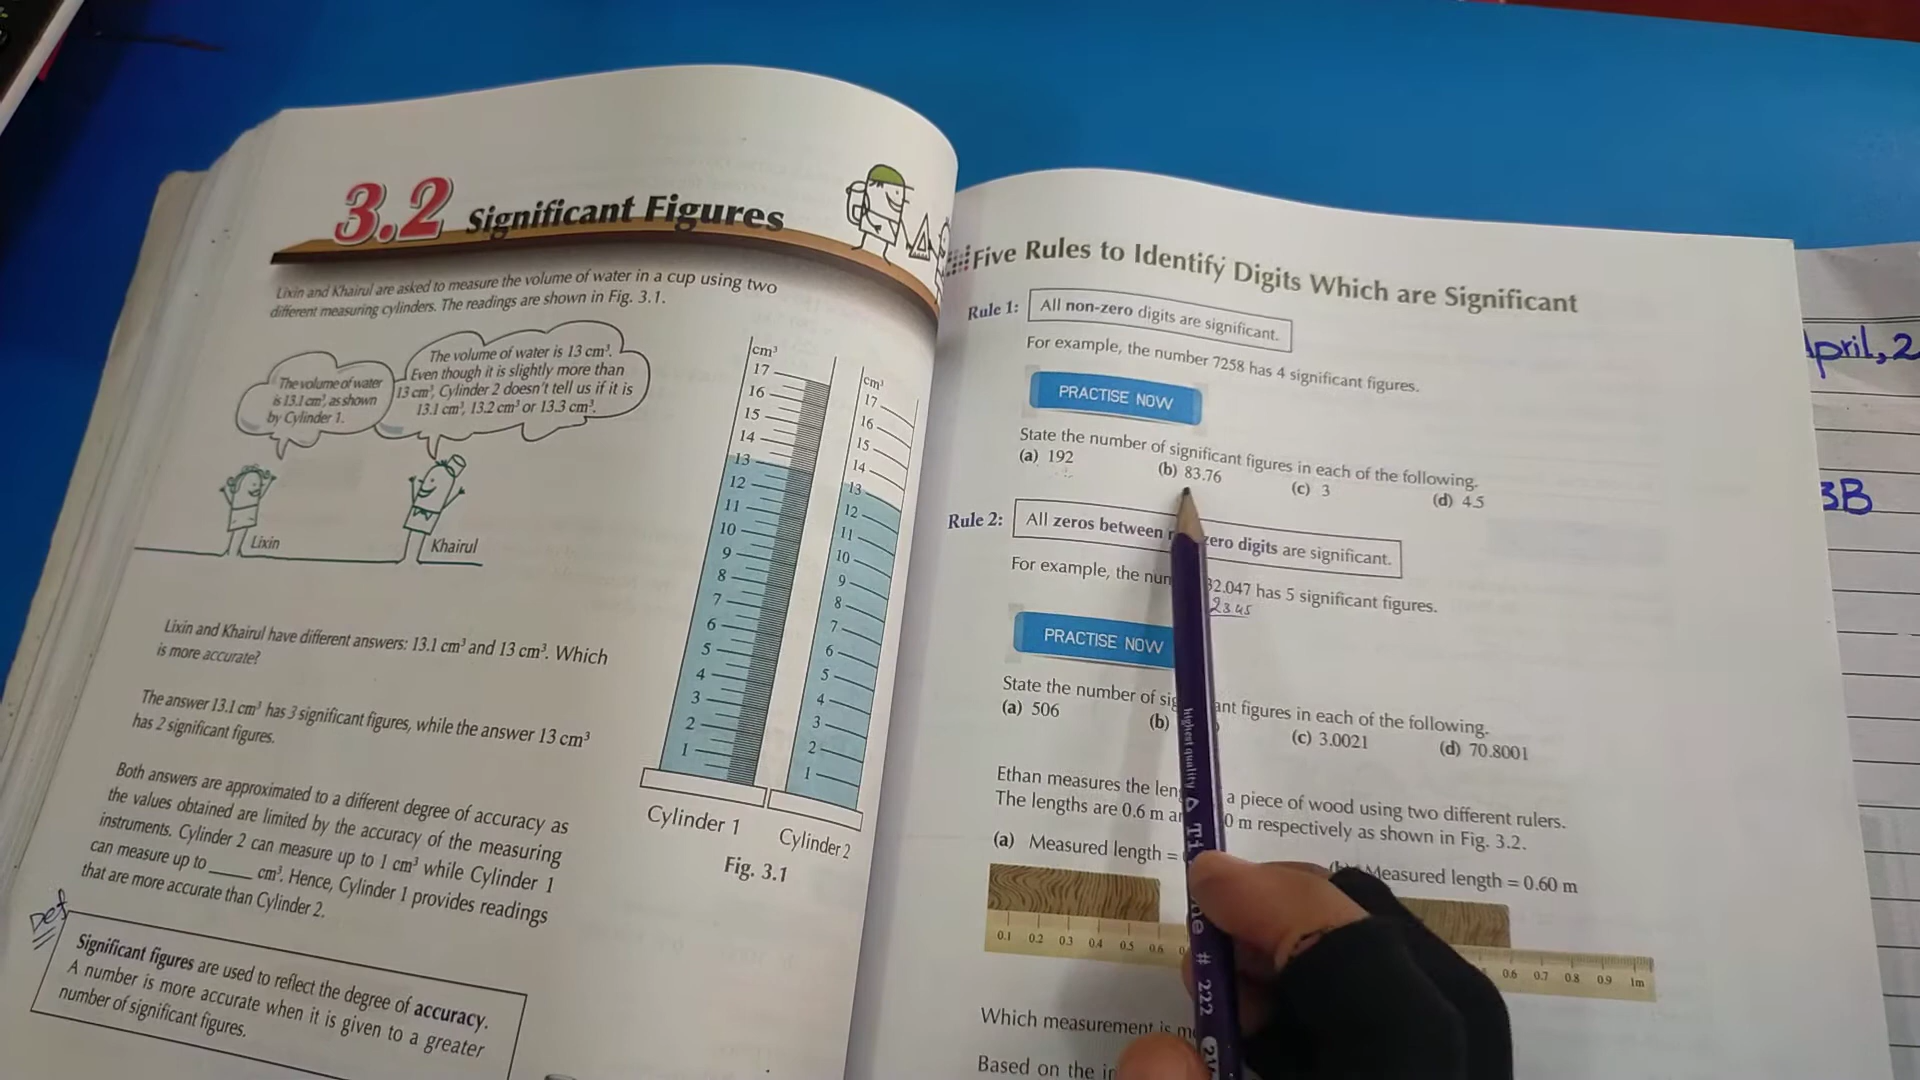 3.2 Significant Figures
Lixin and Khairul are asked to measure the volume of water in a cup using two
different measuring cylinders. The readings are shown in Fig. 3.1.
The volume of water
is 13.1 cm³, as shown
by Cylinder 1.
The volume of water is 13 cm³.
Even though it is slightly more than
13 cm³, Cylinder 2 doesn't tell us if it is
13.1 cm³, 13.2 cm³ or 13.3 cm³.
Lixin
Khairul
cm³
17
16
15
14
13
12
11
10
9
8
7
6
5
4
3
2
1
Cylinder 1
cm³
17
16
15
14
13
12
11
10
9
8
7
6
5
4
3
2
1
Cylinder 2
Fig. 3.1
Lixin and Khairul have different answers: 13.1 cm³ and 13 cm³. Which
is more accurate?
The answer 13.1 cm³ has 3 significant figures, while the answer 13 cm³
has 2 significant figures.
Both answers are approximated to a different degree of accuracy as
the values obtained are limited by the accuracy of the measuring
instruments. Cylinder 2 can measure up to 1 cm³ while Cylinder 1
can measure up to _____ cm³. Hence, Cylinder 1 provides readings
that are more accurate than Cylinder 2.
Def
Significant figures are used to reflect the degree of accuracy.
A number is more accurate when it is given to a greater
number of significant figures.
Five Rules to Identify Digits Which are Significant
Rule 1: All non-zero digits are significant.
For example, the number 7258 has 4 significant figures.
PRACTISE NOW
State the number of significant figures in each of the following.
(a) 192 (b) 83.76 (c) 3 (d) 4.5
Rule 2: All zeros between zero digits are significant.
For example, the 32.047 has 5 significant figures.
2345
PRACTISE NOW
State the number of figures in each of the following.
(a) 506 (b) (c) 3.0021 (d) 70.8001
Ethan measures the a piece of wood using two different rulers.
The lengths are 0.6 m 0 m respectively as shown in Fig. 3.2.
(a) Measured length = Measured length = 0.60 m
0.1 0.2 0.3 0.4 0.5 0.6
0.6 0.7 0.8 0.9 1m
Which measurement is
Based on the
highest quality
# 222
April, 2
3B